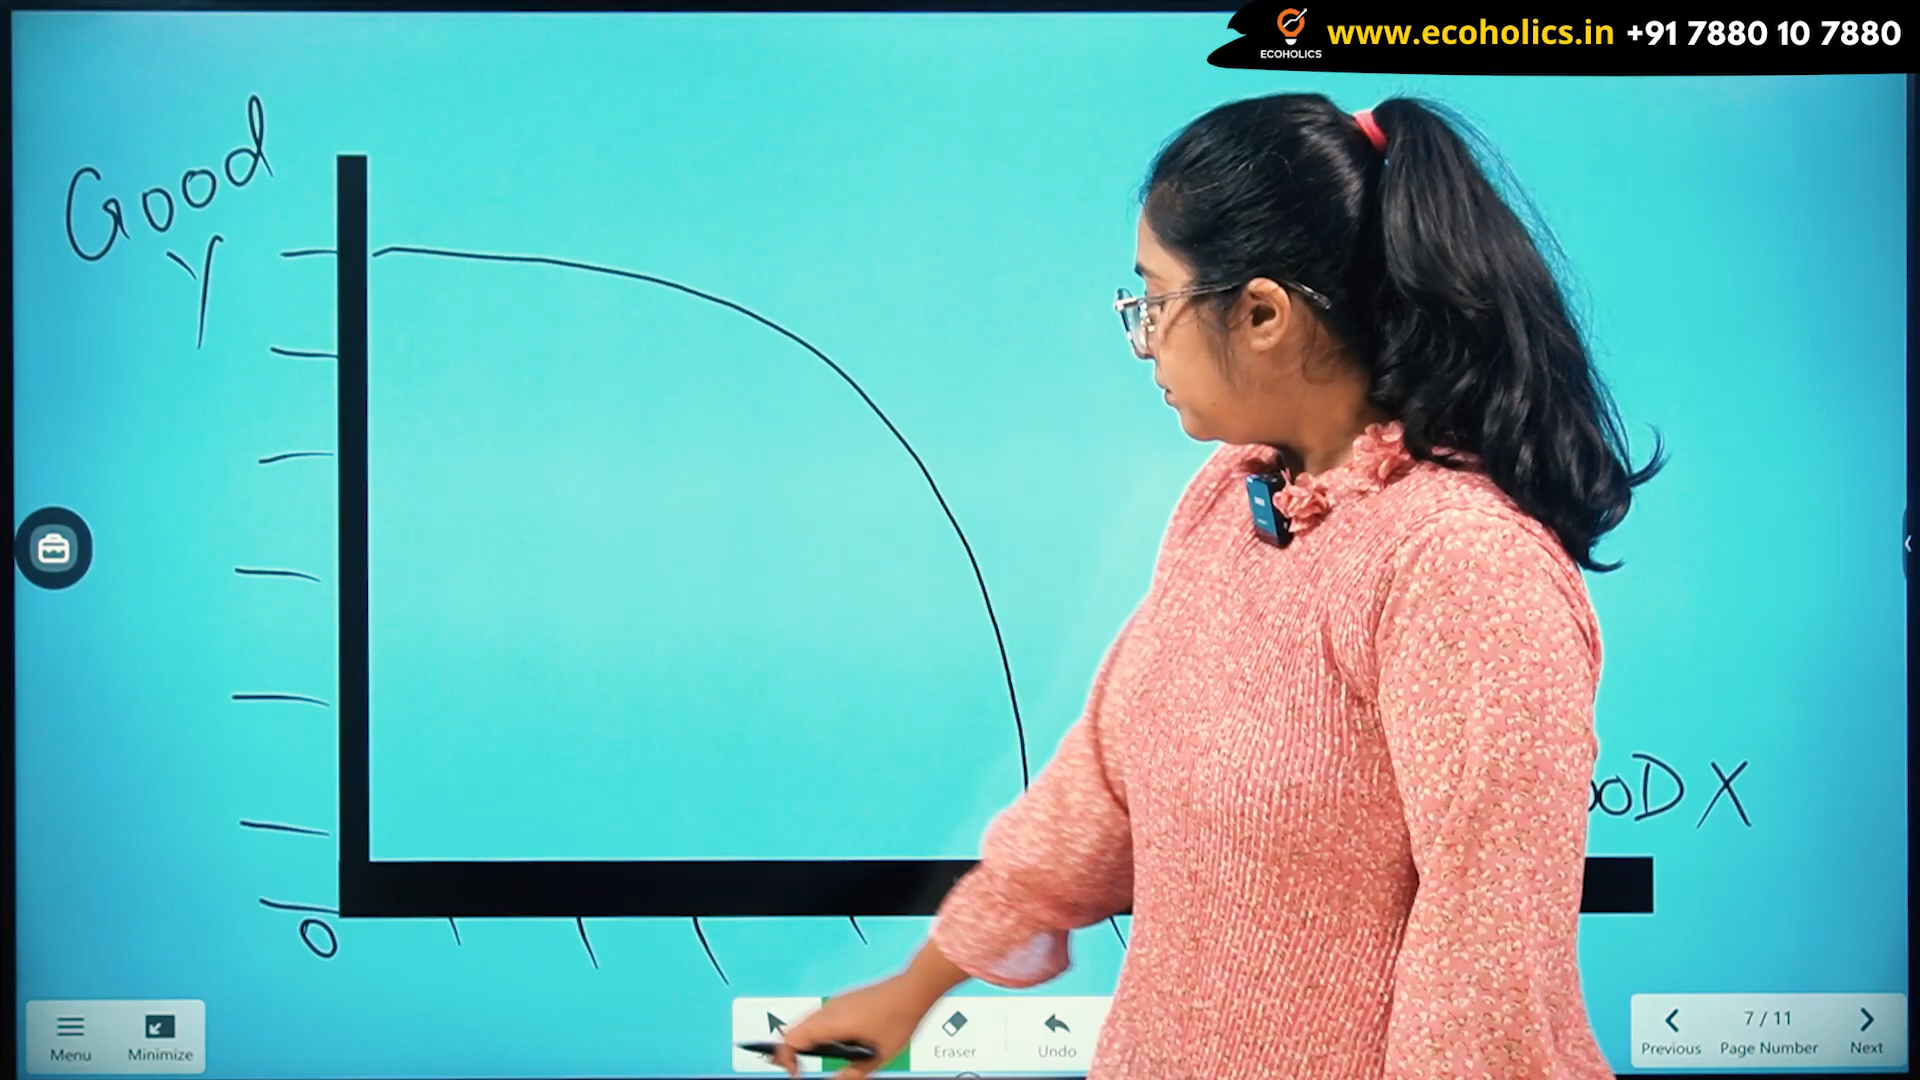 www.ecoholics.in +91 7880 10 7880
ECOHOLICS
Good
Y
OOD X
0
Menu
Minimize
Eraser
Undo
7 / 11
Previous
Page Number
Next